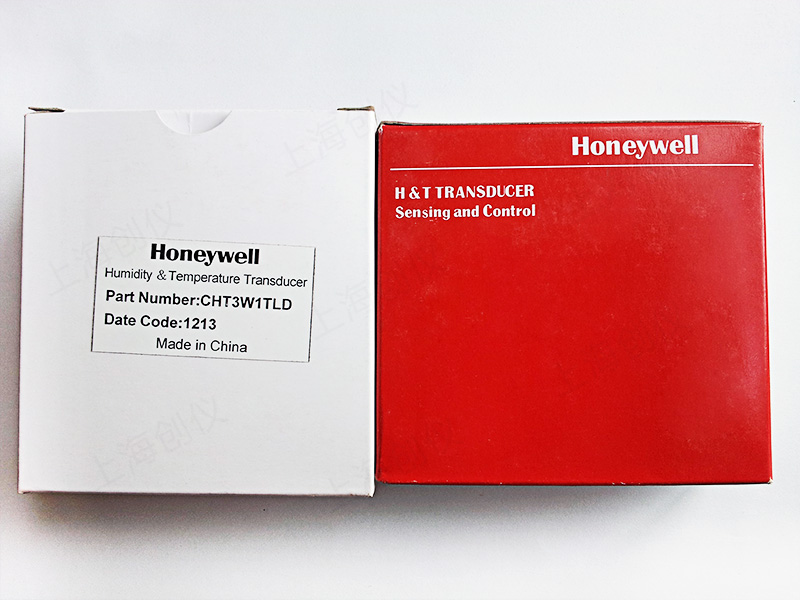 Honeywell
Humidity & Temperature Transducer
Part Number:CHT3W1TLD
Date Code:1213
Made in China
Honeywell
H & T TRANSDUCER
Sensing and Control
上海创仪
上海创仪
上海创仪